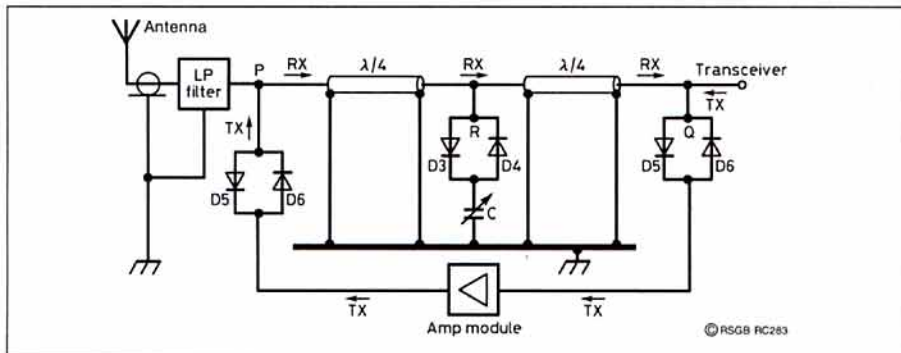 Antenna
LP
filter
P
RX
λ/4
RX
λ/4
RX
Transceiver
TX
TX
R
Q
D5
D6
D3
D4
D5
D6
C
TX
Amp module
TX
©RSGB RC283